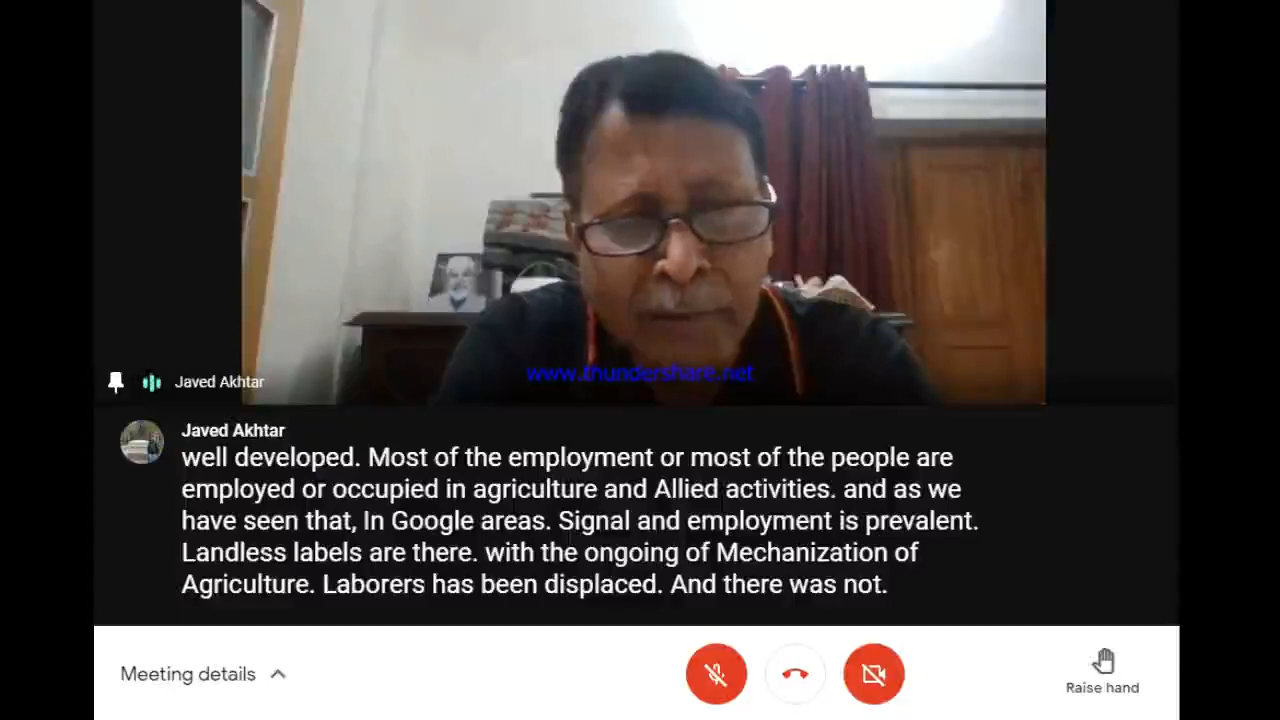 www.thundershare.net
Javed Akhtar
Javed Akhtar
well developed. Most of the employment or most of the people are
employed or occupied in agriculture and Allied activities. and as we
have seen that, In Google areas. Signal and employment is prevalent.
Landless labels are there. with the ongoing of Mechanization of
Agriculture. Laborers has been displaced. And there was not.
Meeting details
Raise hand